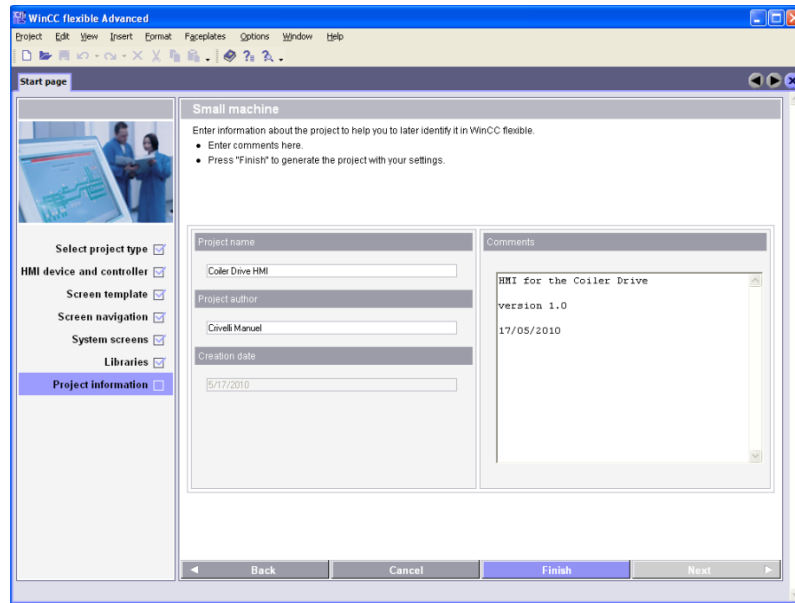 WinCC flexible Advanced
Project Edit View Insert Format Faceplates Options Window Help
Start page
Small machine
Enter information about the project to help you to later identify it in WinCC flexible.
• Enter comments here.
• Press "Finish" to generate the project with your settings.
Select project type
HMI device and controller
Screen template
Screen navigation
System screens
Libraries
Project information
Project name
Coiler Drive HMI
Project author
Crivelli Manuel
Creation date
5/17/2010
Comments
HMI for the Coiler Drive
version 1.0
17/05/2010
Back Cancel Finish Next